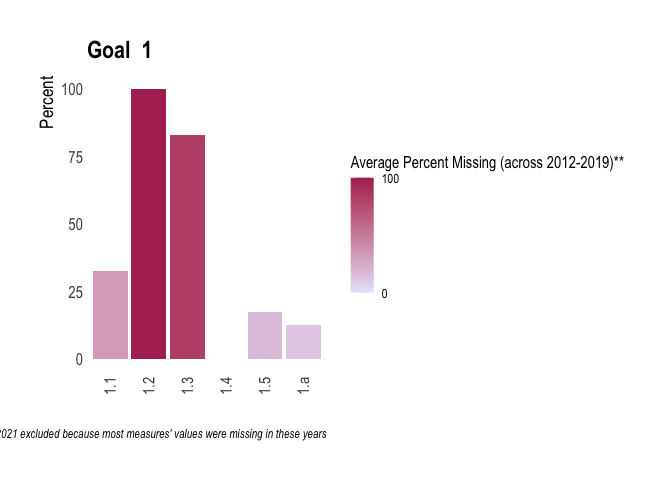 Goal 1
Percent
100
75
50
25
0
1.1
1.2
1.3
1.4
1.5
1.a
Average Percent Missing (across 2012-2019)**
100
0
excluded because most measures' values were missing in these years